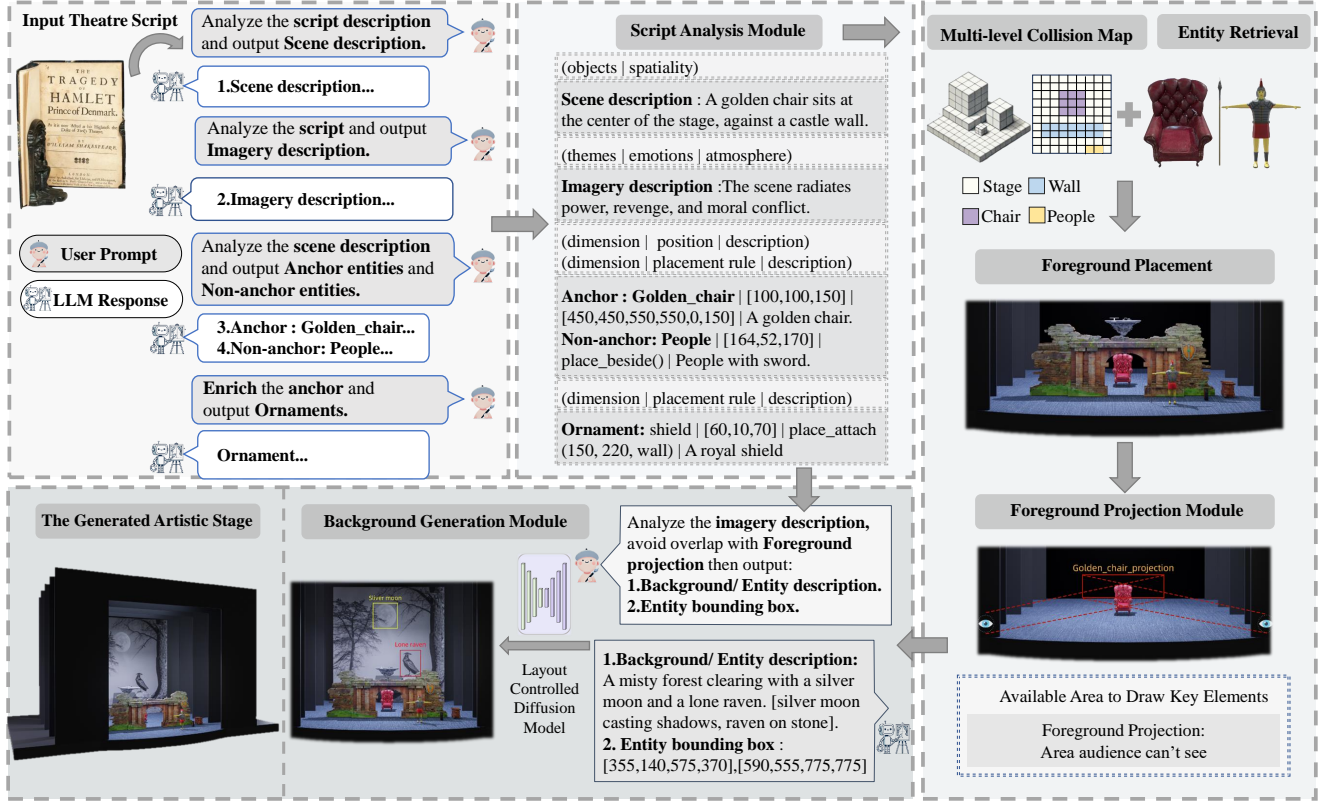 Input Theatre Script
THE
TRAGEDY
OF
HAMLET
Prince of Denmark.
BY
WILLIAM SHAKESPEARE.
LONDON
Analyze the script description
and output Scene description.
1.Scene description...
Analyze the script and output
Imagery description.
2.Imagery description...
User Prompt
LLM Response
Analyze the scene description
and output Anchor entities and
Non-anchor entities.
3.Anchor : Golden_chair...
4.Non-anchor: People...
Enrich the anchor and
output Ornaments.
Ornament...
Script Analysis Module
(objects | spatiality)
Scene description : A golden chair sits at
the center of the stage, against a castle wall.
(themes | emotions | atmosphere)
Imagery description :The scene radiates
power, revenge, and moral conflict.
(dimension | position | description)
(dimension | placement rule | description)
Anchor : Golden_chair | [100,100,150] |
[450,450,550,550,0,150] | A golden chair.
Non-anchor: People | [164,52,170] |
place_beside() | People with sword.
(dimension | placement rule | description)
Ornament: shield | [60,10,70] | place_attach
(150, 220, wall) | A royal shield
Multi-level Collision Map
Entity Retrieval
Stage
Wall
Chair
People
Foreground Placement
Foreground Projection Module
Golden_chair_projection
Available Area to Draw Key Elements
Foreground Projection:
Area audience can't see
The Generated Artistic Stage
Background Generation Module
Sliver moon
Lone raven
Layout
Controlled
Diffusion
Model
Analyze the imagery description,
avoid overlap with Foreground
projection then output:
1.Background/ Entity description.
2.Entity bounding box.
1.Background/ Entity description:
A misty forest clearing with a silver
moon and a lone raven. [silver moon
casting shadows, raven on stone].
2. Entity bounding box :
[355,140,575,370],[590,555,775,775]